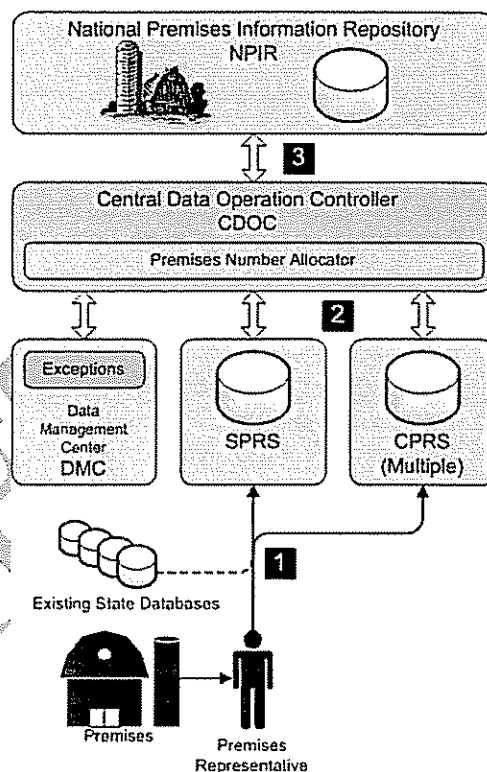 National Premises Information Repository
NPIR
3
Central Data Operation Controller
CDOC
Premises Number Allocator
2
Exceptions
Data
Management
Center
DMC
SPRS
CPRS
(Multiple)
1
Existing State Databases
Premises
Premises
Representative